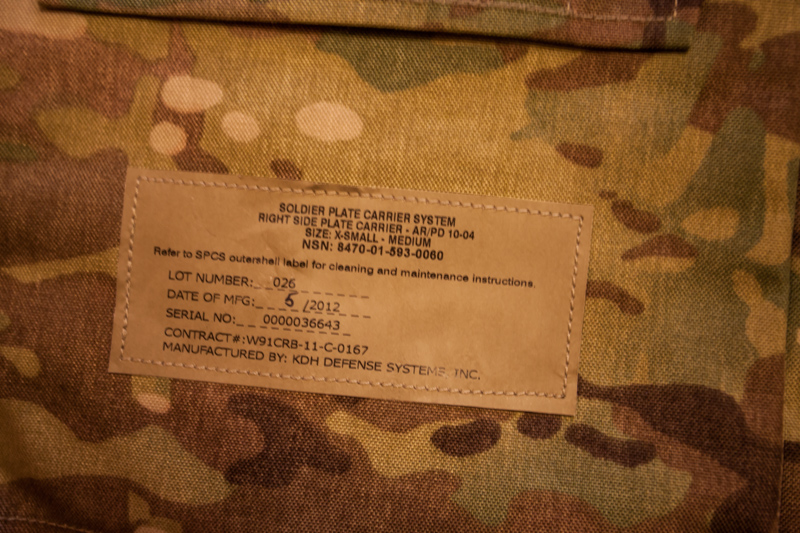 SOLDIER PLATE CARRIER SYSTEM
RIGHT SIDE PLATE CARRIER - AR/PD 10-04
SIZE: X-SMALL - MEDIUM
NSN: 8470-01-593-0060
Refer to SPCS outershell label for cleaning and maintenance instructions.
LOT NUMBER: 026
DATE OF MFG: 6 /2012
SERIAL NO: 0000036643
CONTRACT#:W91CRB-11-C-0167
MANUFACTURED BY: KDH DEFENSE SYSTEMS, INC.